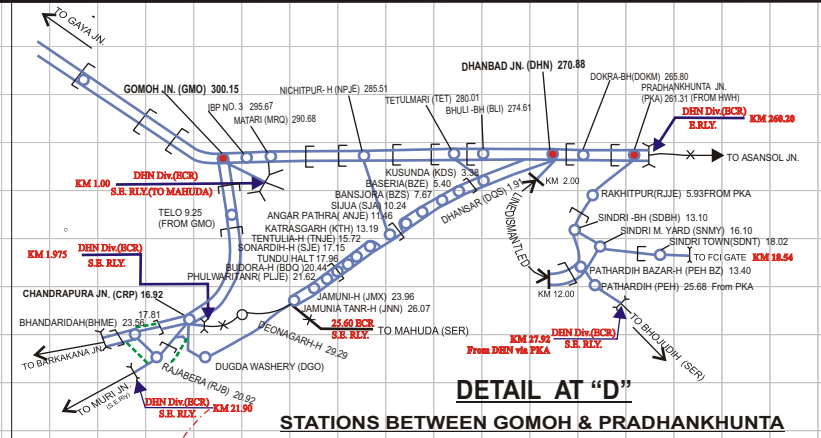 TO GAYA JN.
DHANBAD JN. (DHN) 270.88
DOKRA-BH(DOKM) 265.80
GOMOH JN. (GMO) 300.15
NICHITPUR- H (NPJE) 285.51
PRADHANKHUNTA JN.
(PKA) 261.31 (FROM HWH)
IBP NO. 3 295.67
TETULMARI (TET) 280.01
BHULI -BH (BLI) 274.61
MATARI (MRQ) 290.68
DHN Div.(ECR)
E.RLY.
KM 260.20
TO ASANSOL JN.
KM 1.00
DHN Div.(ECR)
S.E. RLY.(TO MAHUDA)
KUSUNDA (KDS) 3.38
BASERIA(BZE) 5.40
BANSJORA (BZS) 7.67
SIJUA (SJA) 10.24
ANGAR PATHRA( ANJE) 11.46
KATRASGARH (KTH) 13.19
TENTULIA-H (TNJE) 15.72
SONARDIH-H (SJE) 17.15
TUNDU HALT 17.96
BUDORA-H (BDQ) 20.44
PHULWARITANR( PLJE) 21.62
DHANSAR (DQS) 1.91
KM 2.00
LINE DISMANTLED
KM 12.00
TELO 9.25
(FROM GMO)
RAKHITPUR(RJJE) 5.93FROM PKA
SINDRI -BH (SDBH) 13.10
SINDRI M. YARD (SNMY) 16.10
SINDRI TOWN(SDNT) 18.02
TO FCI GATE KM 18.54
PATHARDIH BAZAR-H (PEH BZ) 13.40
PATHARDIH (PEH) 25.68 From PKA
KM 1.975
DHN Div.(ECR)
S.E. RLY.
CHANDRAPURA JN. (CRP) 16.92
17.81
BHANDARIDAH(BHME) 23.56
JAMUNI-H (JMX) 23.96
JAMUNIA TANR-H (JNN) 26.07
25.60 ECR
S.E. RLY.
TO MAHUDA (SER)
DEONAGARH-H 29.29
DUGDA WASHERY (DGO)
RAJABERA (RJB) 20.92
TO BARKAKANA JN.
TO MURI JN.
(S.E.Rly)
DHN Div.(ECR)
S.E. RLY.
KM 21.90
KM 27.92
From DHN via PKA
DHN Div.(ECR)
S.E. RLY.
TO BHOJUDIH (SER)
DETAIL AT “D”
STATIONS BETWEEN GOMOH & PRADHANKHUNTA